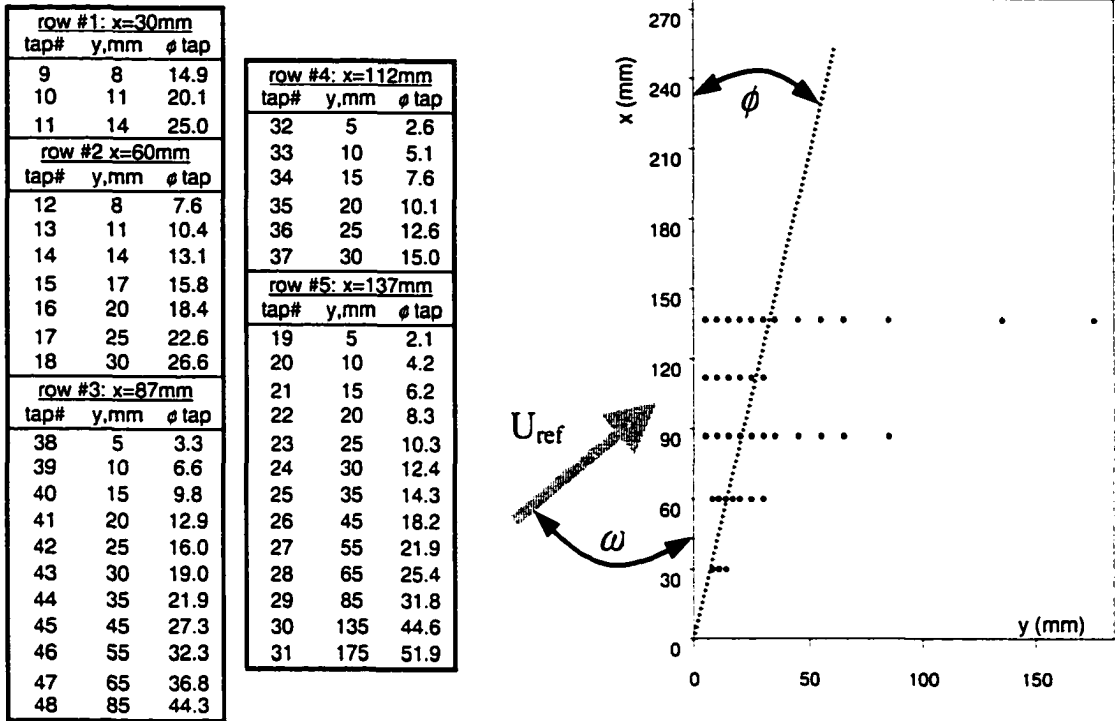 row #1: x=30mm
tap# y,mm ϕ tap
9 8 14.9
10 11 20.1
11 14 25.0
row #2 x=60mm
tap# y,mm ϕ tap
12 8 7.6
13 11 10.4
14 14 13.1
15 17 15.8
16 20 18.4
17 25 22.6
18 30 26.6
row #3: x=87mm
tap# y,mm ϕ tap
38 5 3.3
39 10 6.6
40 15 9.8
41 20 12.9
42 25 16.0
43 30 19.0
44 35 21.9
45 45 27.3
46 55 32.3
47 65 36.8
48 85 44.3
row #4: x=112mm
tap# y,mm ϕ tap
32 5 2.6
33 10 5.1
34 15 7.6
35 20 10.1
36 25 12.6
37 30 15.0
row #5: x=137mm
tap# y,mm ϕ tap
19 5 2.1
20 10 4.2
21 15 6.2
22 20 8.3
23 25 10.3
24 30 12.4
25 35 14.3
26 45 18.2
27 55 21.9
28 65 25.4
29 85 31.8
30 135 44.6
31 175 51.9
270
240
210
180
150
120
90
60
30
0
x (mm)
ϕ
U_ref
ω
y (mm)
0 50 100 150